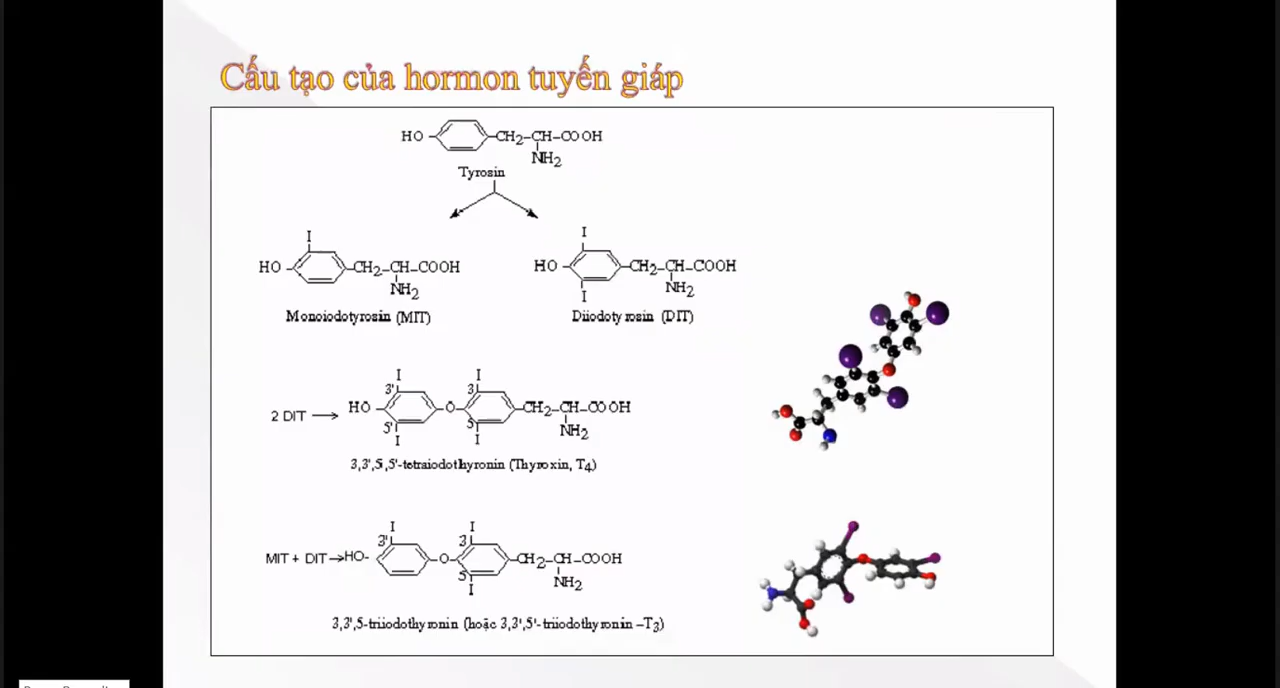 Cấu tạo của hormon tuyến giáp
HO CH2-CH-COOH
NH2
Tyrosin
I I
HO CH2-CH-COOH HO CH2-CH-COOH
NH2 I NH2
Monoiodotyrosin (MIT) Diiodotyrosin (DIT)
I I
3' 3
2 DIT HO O CH2-CH-COOH
5' 5 NH2
I I
3,3',5,5'-tetraiodothyronin (Thyroxin, T4)
I I
3' 3
MIT + DIT HO- O CH2-CH-COOH
5 NH2
I
3,3',5-triiodothyronin (hoặc 3,3',5'-triiodothyronin –T3)